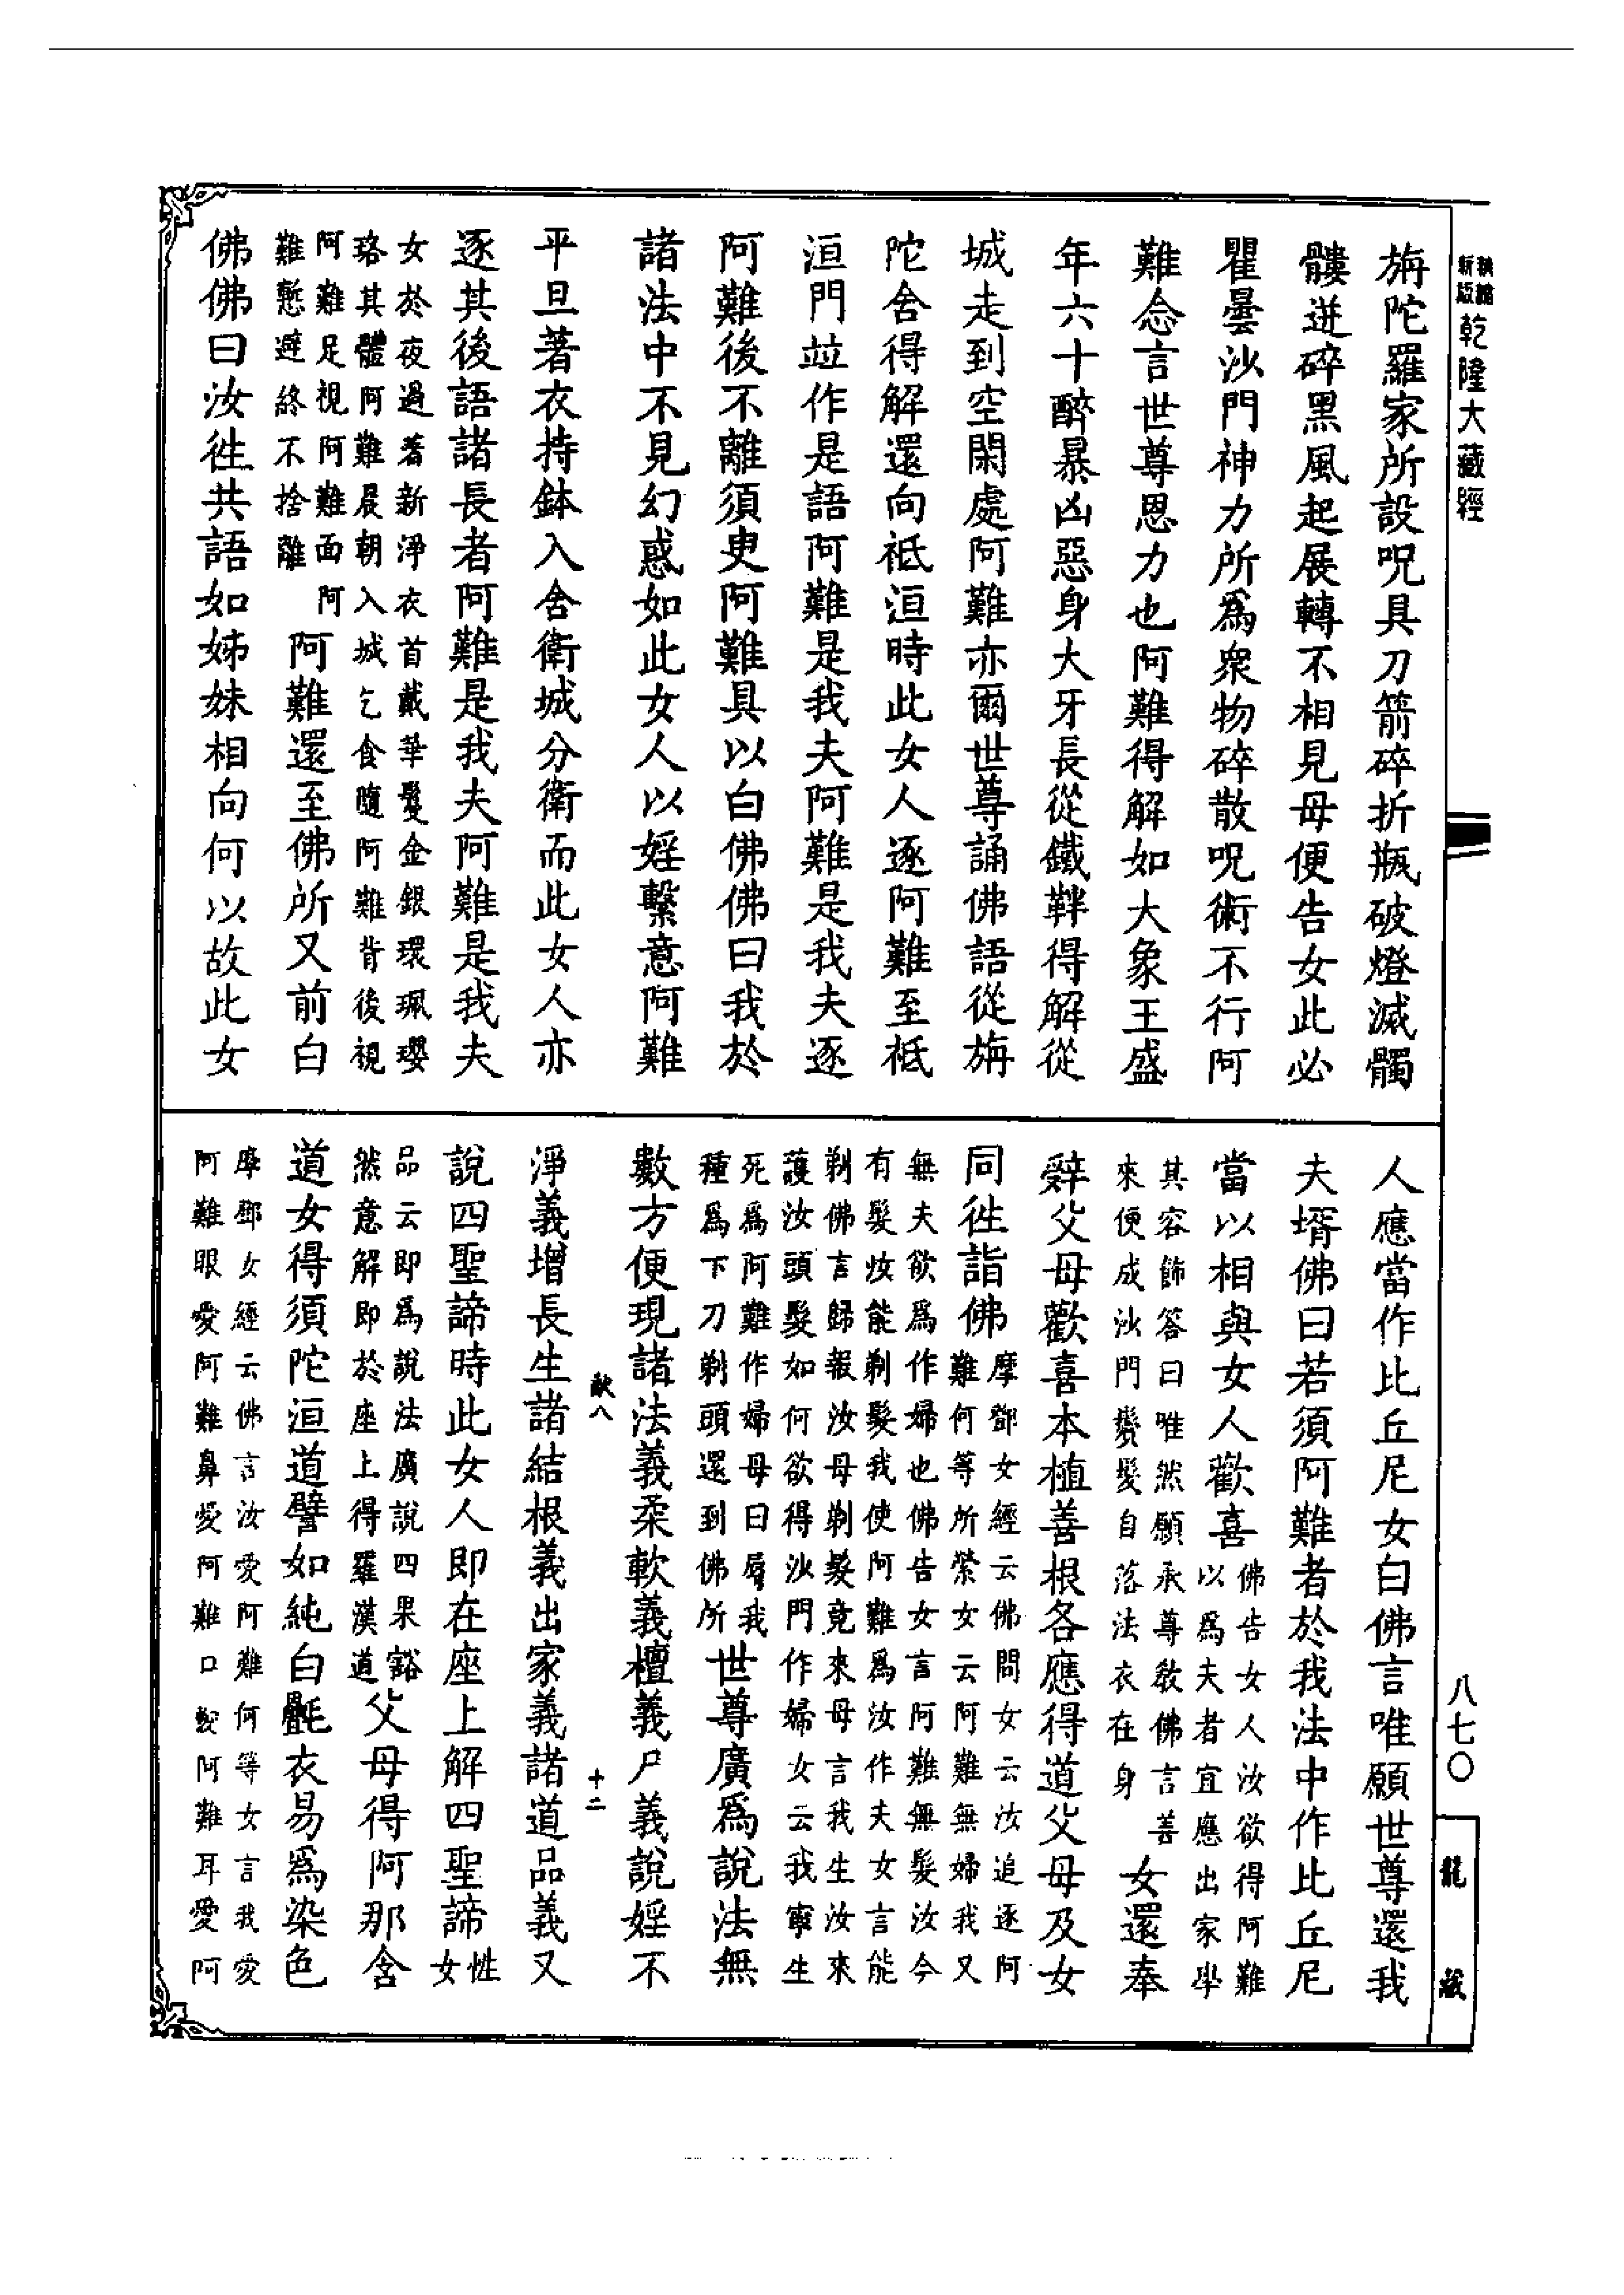 新版乾隆大藏經
旃陀羅家所設呪具刀箭碎折瓶破燈滅髑
髏迸碎黑風起展轉不相見母便告女此必
瞿曇沙門神力所為眾物碎散呪術不行阿
難念言世尊恩力也阿難得解如大象王盛
年六十醉暴凶惡身大牙長從鐵靽得解從
城走到空閑處阿難亦爾世尊誦佛語從旃
陀舍得解還向祇洹時此女人逐阿難至祇
洹門竝作是語阿難是我夫阿難是我夫逐
阿難後不離須臾阿難具以白佛佛曰我於
諸法中不見幻惑如此女人以婬繫意阿難
平旦著衣持鉢入舍衛城分衛而此女人亦
逐其後語諸長者阿難是我夫阿難是我夫
女於夜過著新淨衣首戴華鬘金銀環珮瓔
珞其體阿難晨朝入城乞食隨阿難背後視
阿難足視阿難面阿
難慙避終不捨離
阿難還至佛所又前白
佛佛曰汝徃共語如姊妹相向何以故此女
人應當作比丘尼女白佛言唯願世尊還我
夫壻佛曰若須阿難者於我法中作比丘尼
當以相與女人歡喜
佛告女人汝欲得阿難
以為夫者宜應出家學
其容飾答曰唯然願承尊教佛言善
來便成沙門鬢髮自落法衣在身
女還奉
辭父母歡喜本植善根各應得道父母及女
同徃詣佛
摩鄧女經云佛問女云汝追逐阿
難何等所縈女云阿難無婦我又
無夫欲為作婦也佛告女言阿難無髮汝今
有髮汝能剃髮我使阿難為汝作夫女言能
剃佛言歸報汝母剃髮竟來母言我生汝來
護汝頭髮如何欲得沙門作婦女云我寧生
死為阿難作婦母曰辱我
種為下刀剃頭還到佛所
世尊廣為說法無
數方便現諸法義柔軟義檀義尸義說婬不
獻八
十二
淨義增長生諸結根義出家義諸道品義又
說四聖諦時此女人即在座上解四聖諦
性
女
品云即為說法廣說四果豁
然意解即於座上得羅漢道
父母得阿那含
道女得須陀洹道譬如純白氎衣易為染色
摩鄧女經云佛言汝愛阿難何等女言我愛
阿難眼愛阿難鼻愛阿難口愛阿難耳愛阿
八七〇
龍
藏